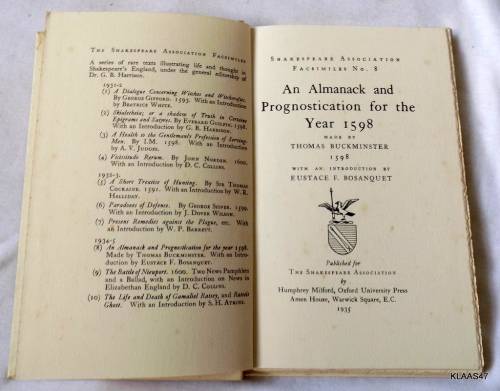 The Shakespeare Association Facsimiles
A series of rare texts illustrating life and thought in
Shakespeare's England, under the general editorship of
Dr. G. B. Harrison.
1931-2
(1) A Dialogue Concerning Witches and Witchcrafts.
By George Gifford. 1593. With an Introduction
by Beatrice White.
(2) Skialetheia; or a shadow of Truth in Certaine
Epigrams and Satyres. By Everard Guilpin. 1598.
With an Introduction by G. B. Harrison.
(3) A Health to the Gentlemanly Profession of Serving-
Men. By I.M. 1598. With an Introduction by
A. V. Judges.
(4) Vicissitudo Rerum. By John Norden. 1600.
With an Introduction by D. C. Collins.
1932-3.
(5) A Short Treatise of Hunting. By Sir Thomas
Cockaine. 1591. With an Introduction by W. R.
Halliday.
(6) Paradoxes of Defence. By George Silver. 1599.
With an Introduction by J. Dover Wilson.
(7) Present Remedies against the Plague, etc. With
an Introduction by W. P. Barrett.
1934-5
(8) An Almanack and Prognostication for the year 1598.
Made by Thomas Buckminster. With an Intro-
duction by Eustace F. Bosanquet.
(9) The Battle of Nieuport. 1600. Two News Pamphlets
and a Ballad, with an Introduction on News in
Elizabethan England by D. C. Collins.
(10) The Life and Death of Gamaliel Ratsey, and Ratseis
Ghost. With an Introduction by S. H. Atkins.
Shakespeare Association
Facsimiles No. 8
An Almanack and
Prognostication for the
Year 1598
MADE BY
THOMAS BUCKMINSTER
1598
WITH AN INTRODUCTION BY
EUSTACE F. BOSANQUET
Published for
The Shakespeare Association
by
Humphrey Milford, Oxford University Press
Amen House, Warwick Square, E.C.
1935
KLAAS47